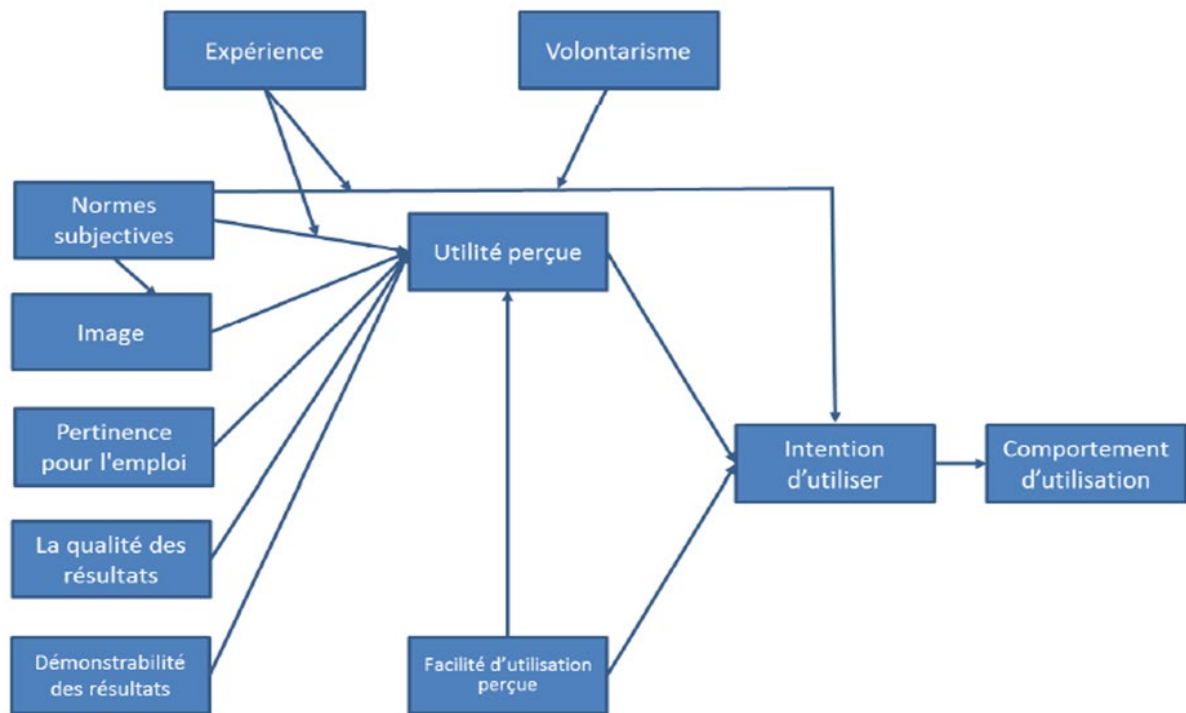 Expérience
Volontarisme
Normes
subjectives
Utilité perçue
Image
Pertinence
pour l'emploi
Intention
d’utiliser
Comportement
d’utilisation
La qualité des
résultats
Démonstrabilité
des résultats
Facilité d’utilisation
perçue